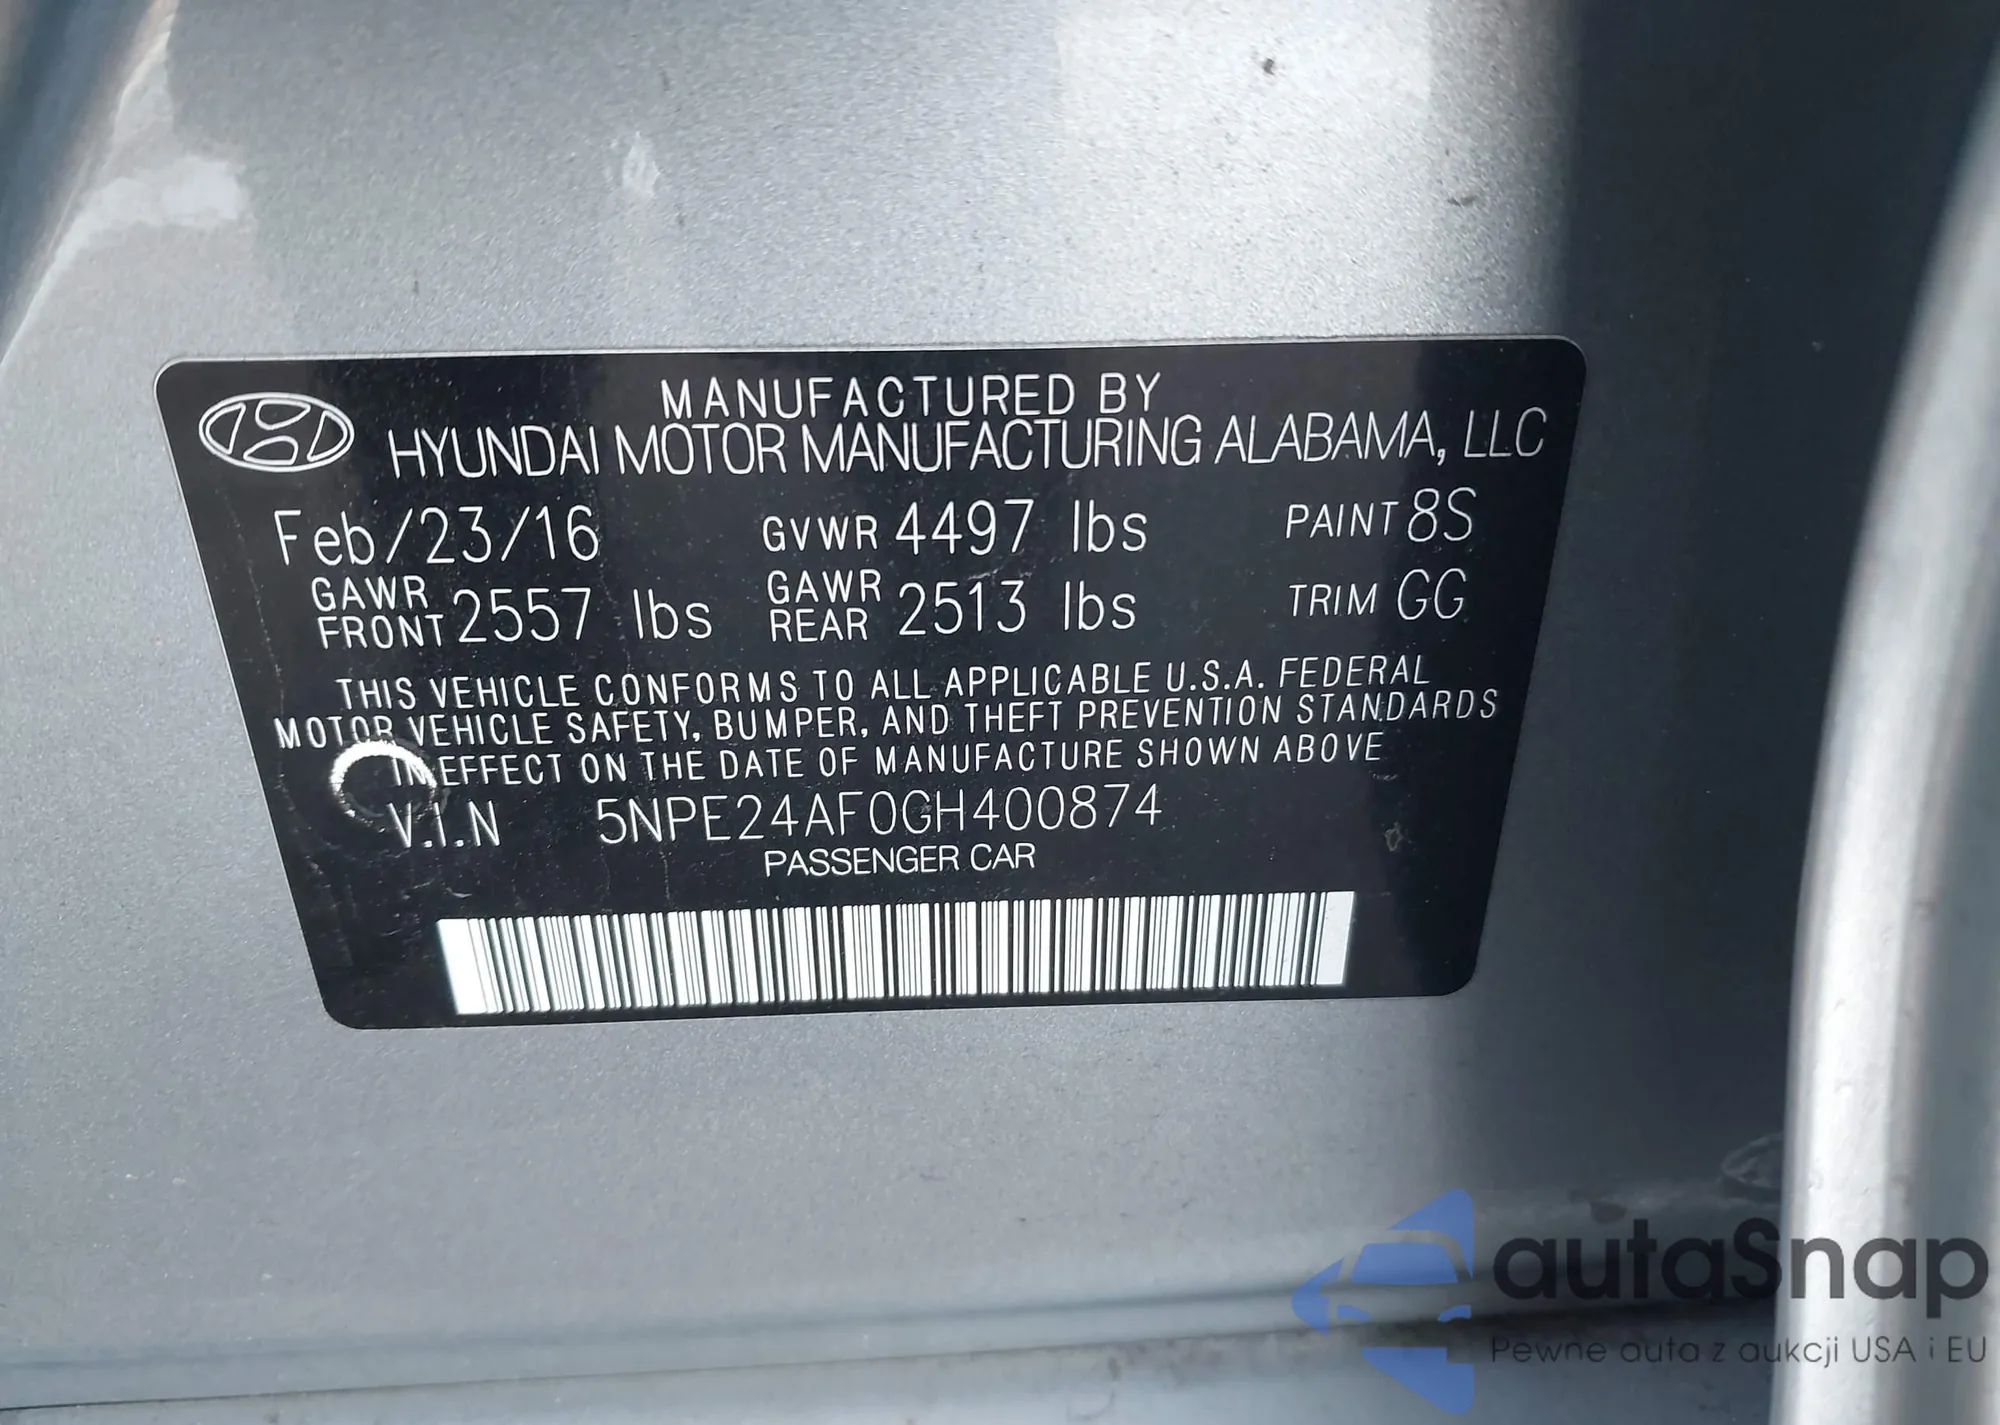 MANUFACTURED BY
HYUNDAI MOTOR MANUFACTURING ALABAMA, LLC
Feb/23/16 GVWR 4497 lbs PAINT 8S
GAWR FRONT 2557 lbs GAWR REAR 2513 lbs TRIM GG
THIS VEHICLE CONFORMS TO ALL APPLICABLE U.S.A. FEDERAL
MOTOR VEHICLE SAFETY, BUMPER, AND THEFT PREVENTION STANDARDS
IN EFFECT ON THE DATE OF MANUFACTURE SHOWN ABOVE
V.I.N 5NPE24AF0GH400874
PASSENGER CAR
autaSnap
Pewne auta z aukcji USA i EU